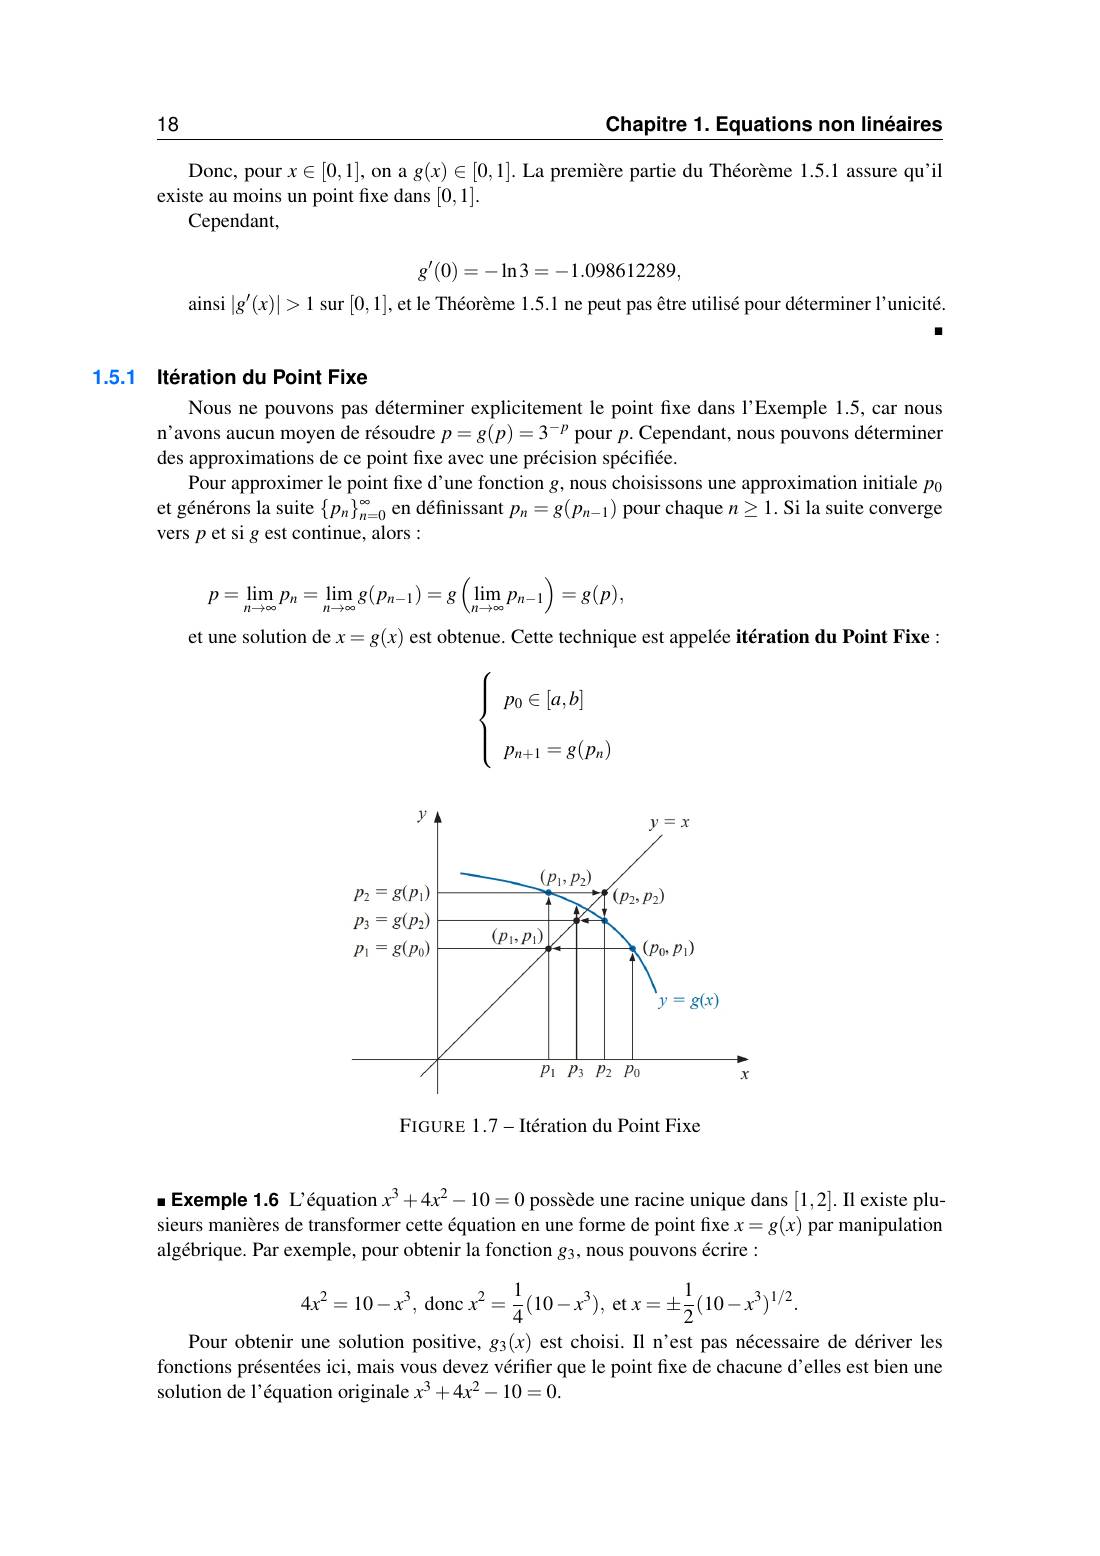 18 Chapitre 1. Equations non linéaires
Donc, pour x ∈ [0,1], on a g(x) ∈ [0,1]. La première partie du Théorème 1.5.1 assure qu'il
existe au moins un point fixe dans [0,1].
Cependant,
g′(0) = −ln3 = −1.098612289,
ainsi |g′(x)| > 1 sur [0,1], et le Théorème 1.5.1 ne peut pas être utilisé pour déterminer l'unicité.
■
1.5.1 Itération du Point Fixe
Nous ne pouvons pas déterminer explicitement le point fixe dans l'Exemple 1.5, car nous
n'avons aucun moyen de résoudre p = g(p) = 3^{−p} pour p. Cependant, nous pouvons déterminer
des approximations de ce point fixe avec une précision spécifiée.
Pour approximer le point fixe d'une fonction g, nous choisissons une approximation initiale p₀
et générons la suite {pₙ}_{n=0}^{∞} en définissant pₙ = g(pₙ₋₁) pour chaque n ≥ 1. Si la suite converge
vers p et si g est continue, alors :
p = lim_{n→∞} pₙ = lim_{n→∞} g(pₙ₋₁) = g(lim_{n→∞} pₙ₋₁) = g(p),
et une solution de x = g(x) est obtenue. Cette technique est appelée itération du Point Fixe :
{ p₀ ∈ [a,b]
pₙ₊₁ = g(pₙ)
y
y = x
(p₁, p₂)
p₂ = g(p₁)
(p₂, p₂)
p₃ = g(p₂)
(p₁, p₁)
p₁ = g(p₀)
(p₀, p₁)
y = g(x)
p₁ p₃ p₂ p₀
x
FIGURE 1.7 – Itération du Point Fixe
■ Exemple 1.6 L'équation x³ + 4x² − 10 = 0 possède une racine unique dans [1,2]. Il existe plu-
sieurs manières de transformer cette équation en une forme de point fixe x = g(x) par manipulation
algébrique. Par exemple, pour obtenir la fonction g₃, nous pouvons écrire :
4x² = 10 − x³, donc x² = 1/4(10 − x³), et x = ±1/2(10 − x³)^{1/2}.
Pour obtenir une solution positive, g₃(x) est choisi. Il n'est pas nécessaire de dériver les
fonctions présentées ici, mais vous devez vérifier que le point fixe de chacune d'elles est bien une
solution de l'équation originale x³ + 4x² − 10 = 0.